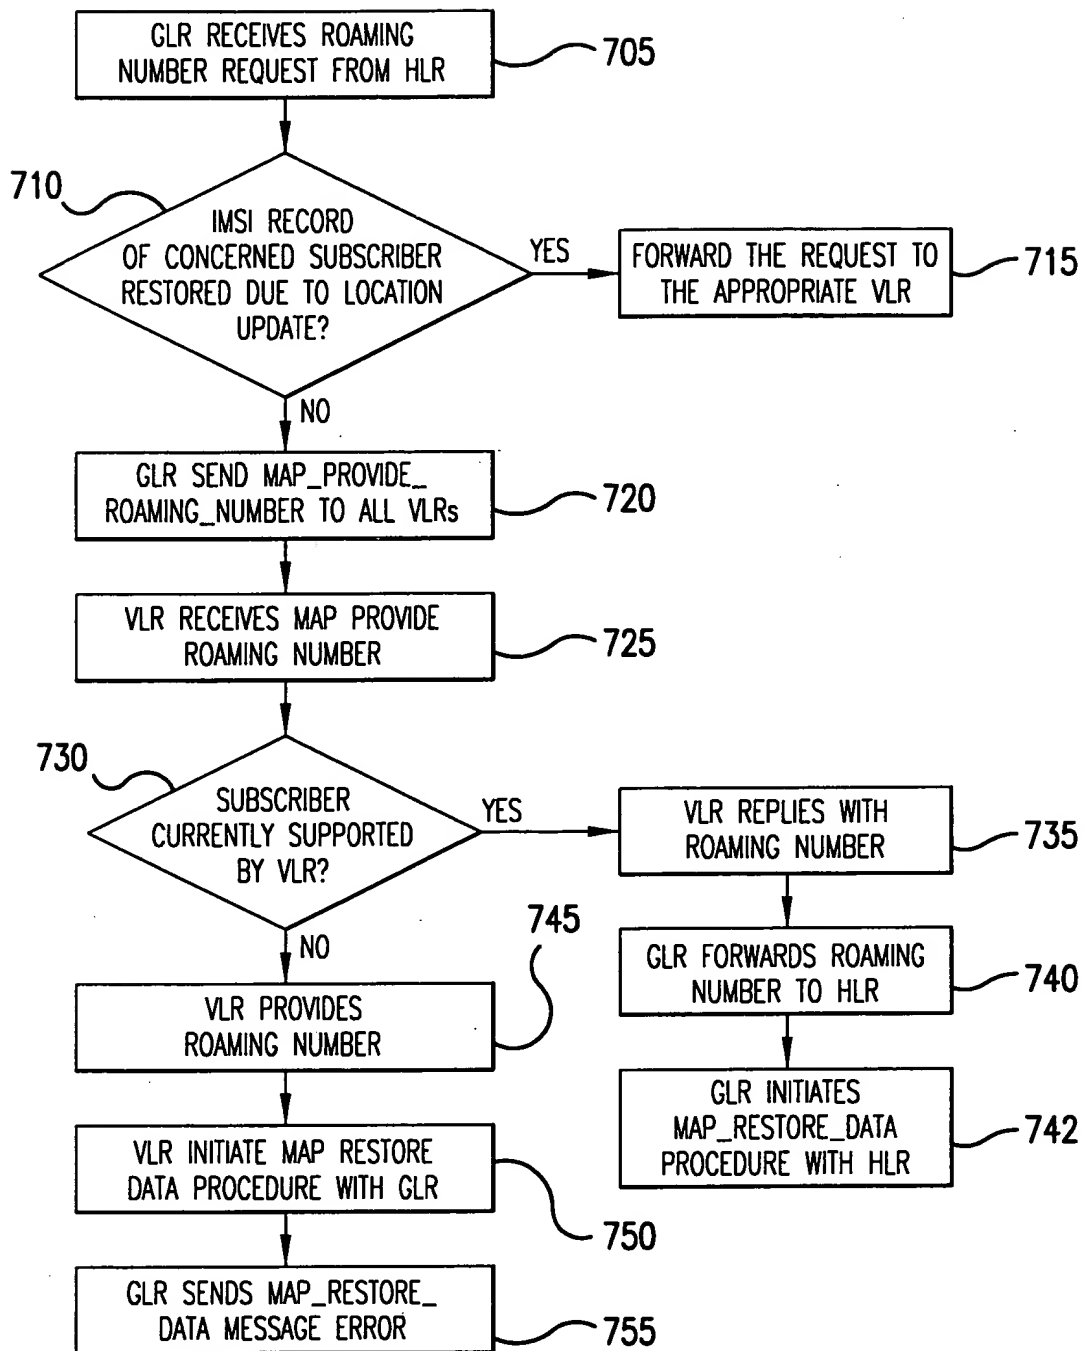 GLR RECEIVES ROAMING
NUMBER REQUEST FROM HLR
705
710
IMSI RECORD
OF CONCERNED SUBSCRIBER
RESTORED DUE TO LOCATION
UPDATE?
YES
FORWARD THE REQUEST TO
THE APPROPRIATE VLR
715
NO
GLR SEND MAP_PROVIDE_
ROAMING_NUMBER TO ALL VLRs
720
VLR RECEIVES MAP PROVIDE
ROAMING NUMBER
725
730
SUBSCRIBER
CURRENTLY SUPPORTED
BY VLR?
YES
VLR REPLIES WITH
ROAMING NUMBER
735
GLR FORWARDS ROAMING
NUMBER TO HLR
740
GLR INITIATES
MAP_RESTORE_DATA
PROCEDURE WITH HLR
742
NO
745
VLR PROVIDES
ROAMING NUMBER
VLR INITIATE MAP RESTORE
DATA PROCEDURE WITH GLR
750
GLR SENDS MAP_RESTORE_
DATA MESSAGE ERROR
755